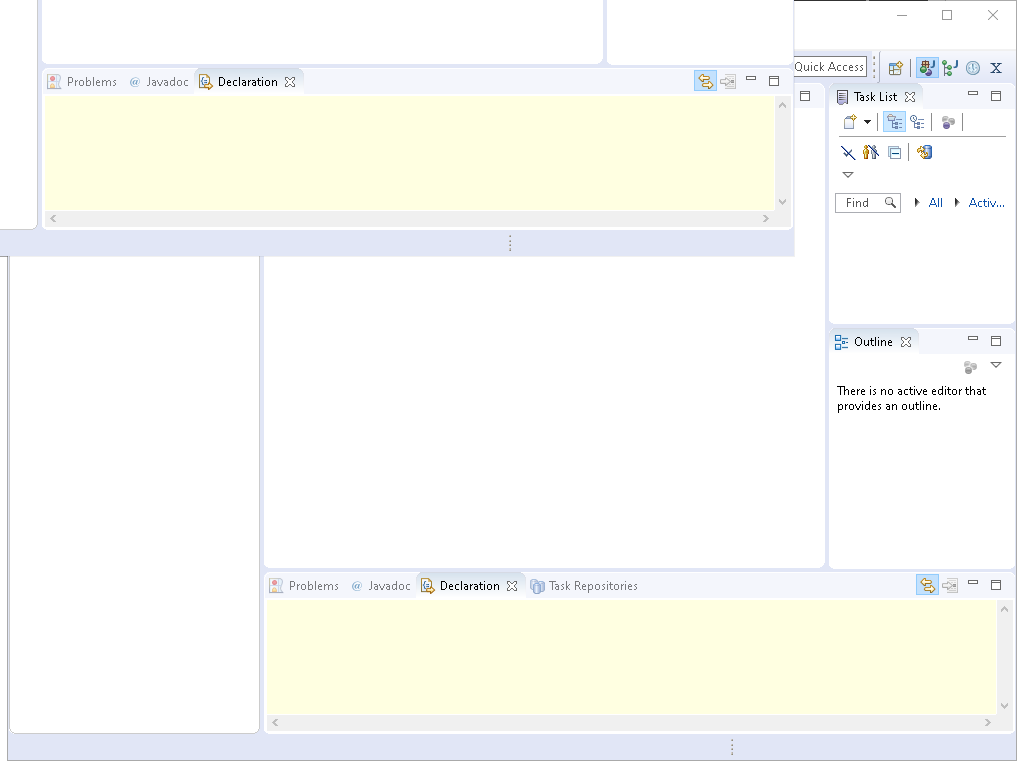 Problems @ Javadoc Declaration
Quick Access
Task List
Find All Activ...
Outline
There is no active editor that
provides an outline.
Problems @ Javadoc Declaration Task Repositories